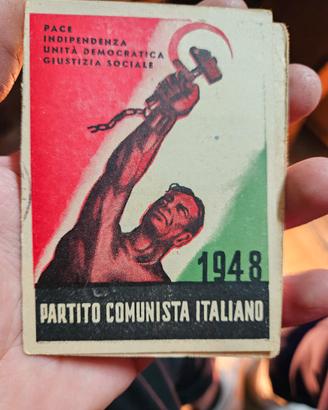 PACE
INDIPENDENZA
UNITÀ DEMOCRATICA
GIUSTIZIA SOCIALE
1948
PARTITO COMUNISTA ITALIANO